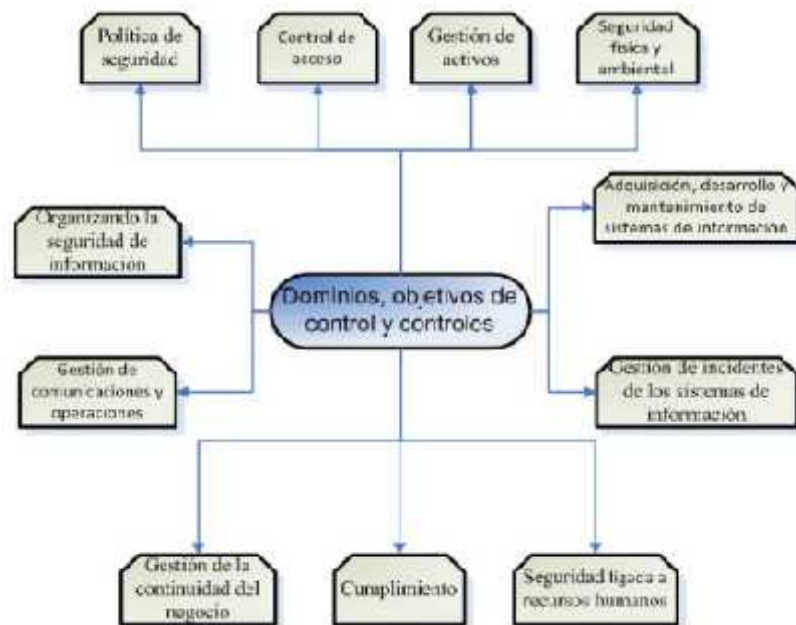 Política de
seguridad
Control de
acceso
Gestión de
activos
Seguridad
física y
ambiental
Organizando la
seguridad de
información
Adquisición, desarrollo y
mantenimiento de
sistemas de información
Dominios, objetivos de
control y controles
Gestión de
comunicaciones y
operaciones
Gestión de incidentes
de los sistemas de
información
Gestión de la
continuidad del
negocio
Cumplimiento
Seguridad ligada a
recursos humanos